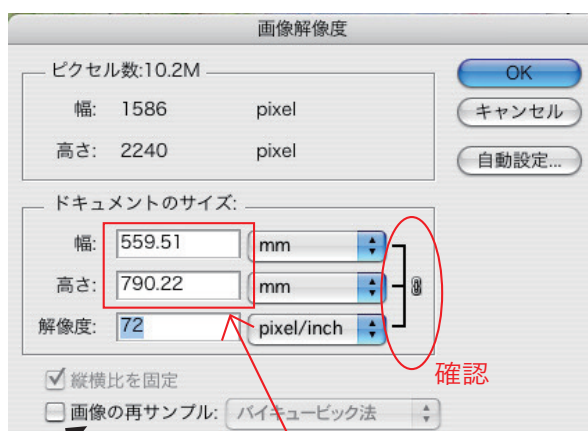 画像解像度
ピクセル数:10.2M
幅: 1586 pixel
高さ: 2240 pixel
OK
キャンセル
自動設定...
ドキュメントのサイズ:
幅: 559.51 mm
高さ: 790.22 mm
解像度: 72 pixel/inch
確認
縦横比を固定
画像の再サンプル: バイキュービック法